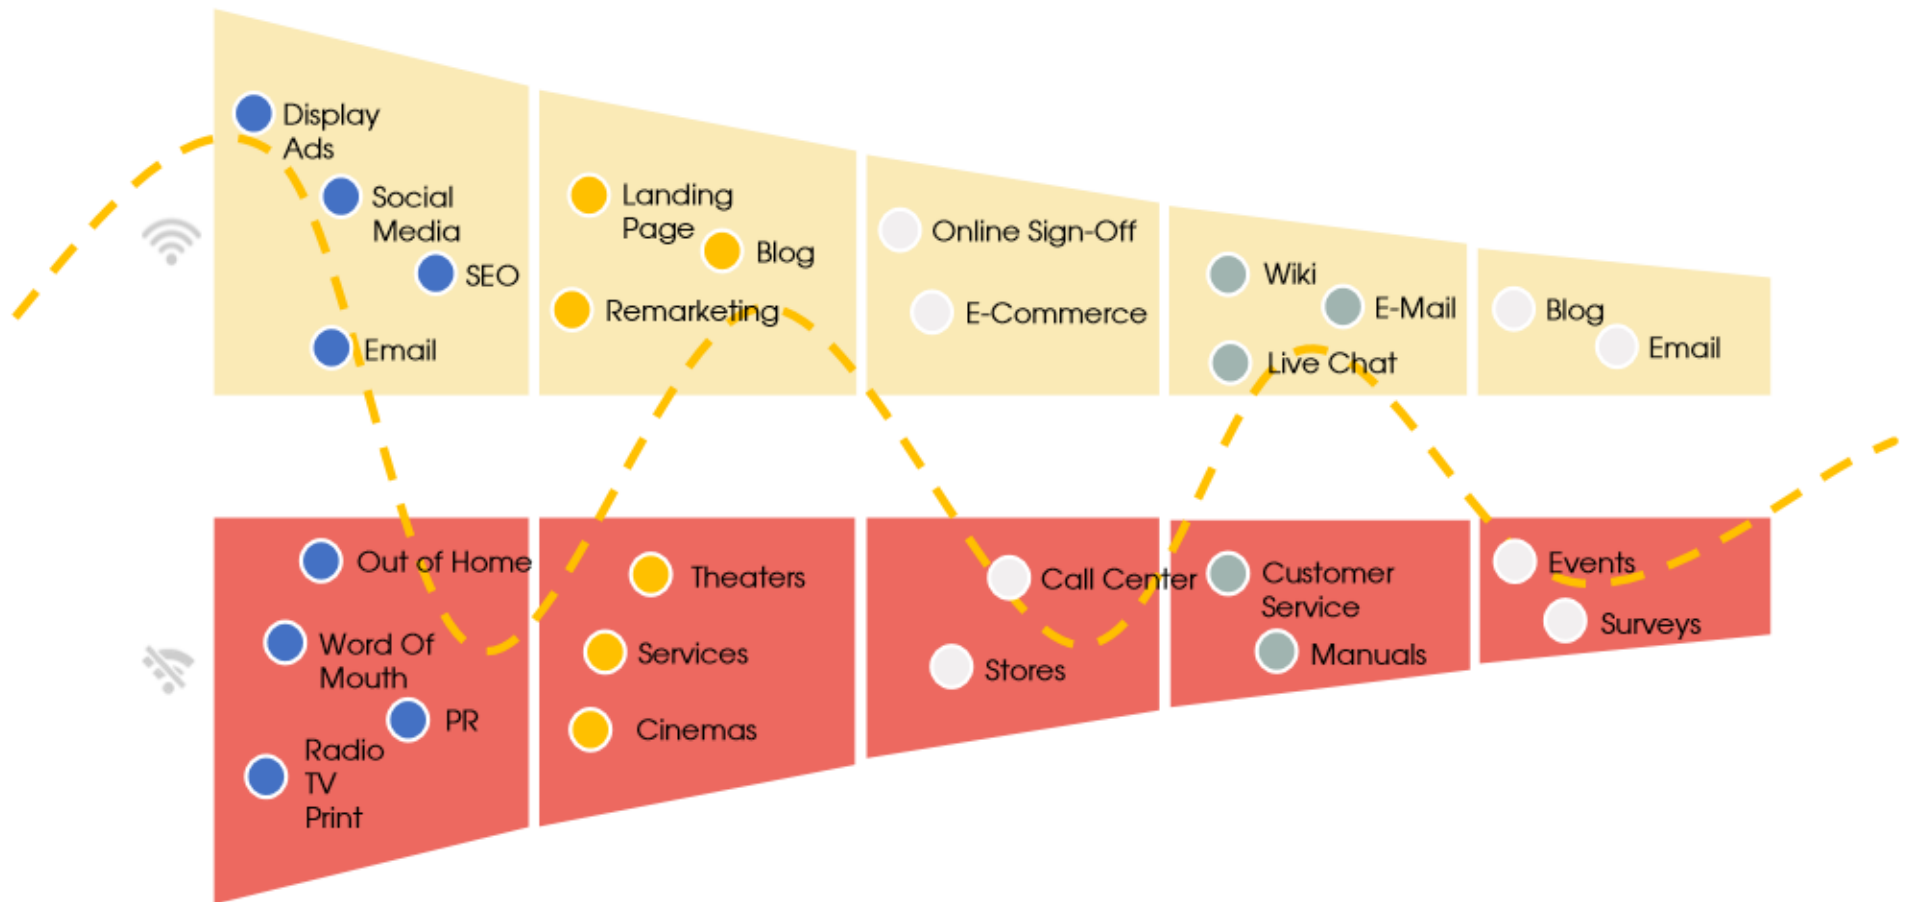 Display
Ads
Social
Media
SEO
Email
Landing
Page
Blog
Remarketing
Online Sign-Off
E-Commerce
Wiki
E-Mail
Live Chat
Blog
Email
Out of Home
Word Of
Mouth
PR
Radio
TV
Print
Theaters
Services
Cinemas
Call Center
Stores
Customer
Service
Manuals
Events
Surveys